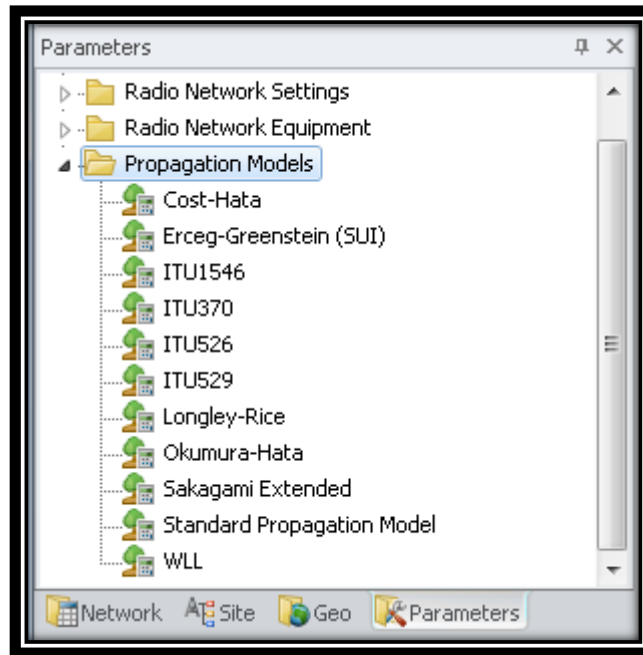 Parameters
Radio Network Settings
Radio Network Equipment
Propagation Models
Cost-Hata
Erceg-Greenstein (SUI)
ITU1546
ITU370
ITU526
ITU529
Longley-Rice
Okumura-Hata
Sakagami Extended
Standard Propagation Model
WLL
Network Site Geo Parameters